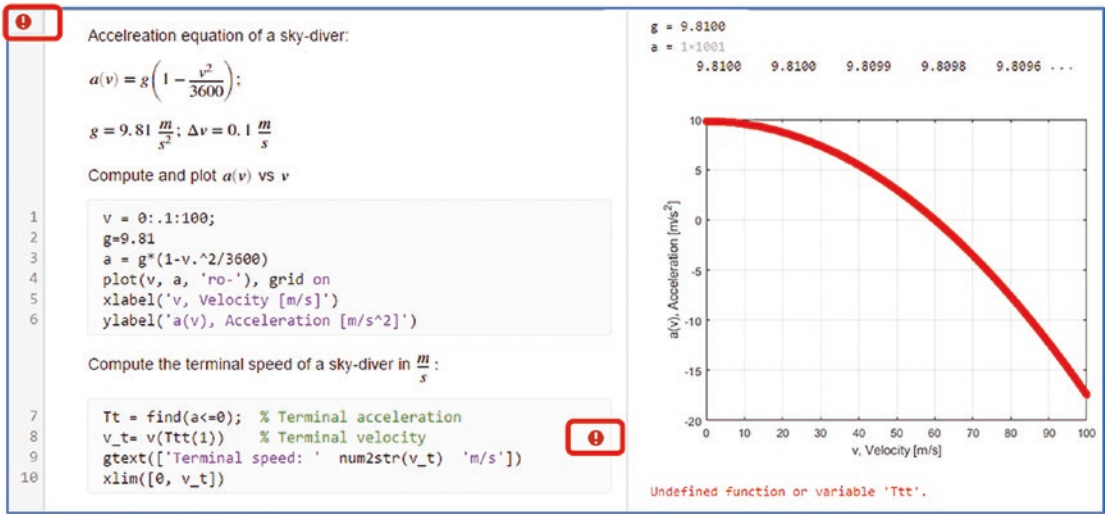 Accelreation equation of a sky-diver:
a(v) = g(1 − v²/3600);
g = 9.81 m/s²; Δv = 0.1 m/s
Compute and plot a(v) vs v
1 v = 0:.1:100;
2 g=9.81
3 a = g*(1-v.^2/3600)
4 plot(v, a, 'ro-'), grid on
5 xlabel('v, Velocity [m/s]')
6 ylabel('a(v), Acceleration [m/s^2]')
Compute the terminal speed of a sky-diver in m/s :
7 Tt = find(a<=0); % Terminal acceleration
8 v_t= v(Ttt(1)) % Terminal velocity
9 gtext(['Terminal speed: ' num2str(v_t) 'm/s'])
10 xlim([0, v_t])
g = 9.8100
a = 1×1001
9.8100 9.8100 9.8099 9.8098 9.8096 ...
a(v), Acceleration [m/s²]
10
5
0
-5
-10
-15
-20
0 10 20 30 40 50 60 70 80 90 100
v, Velocity [m/s]
Undefined function or variable 'Ttt'.